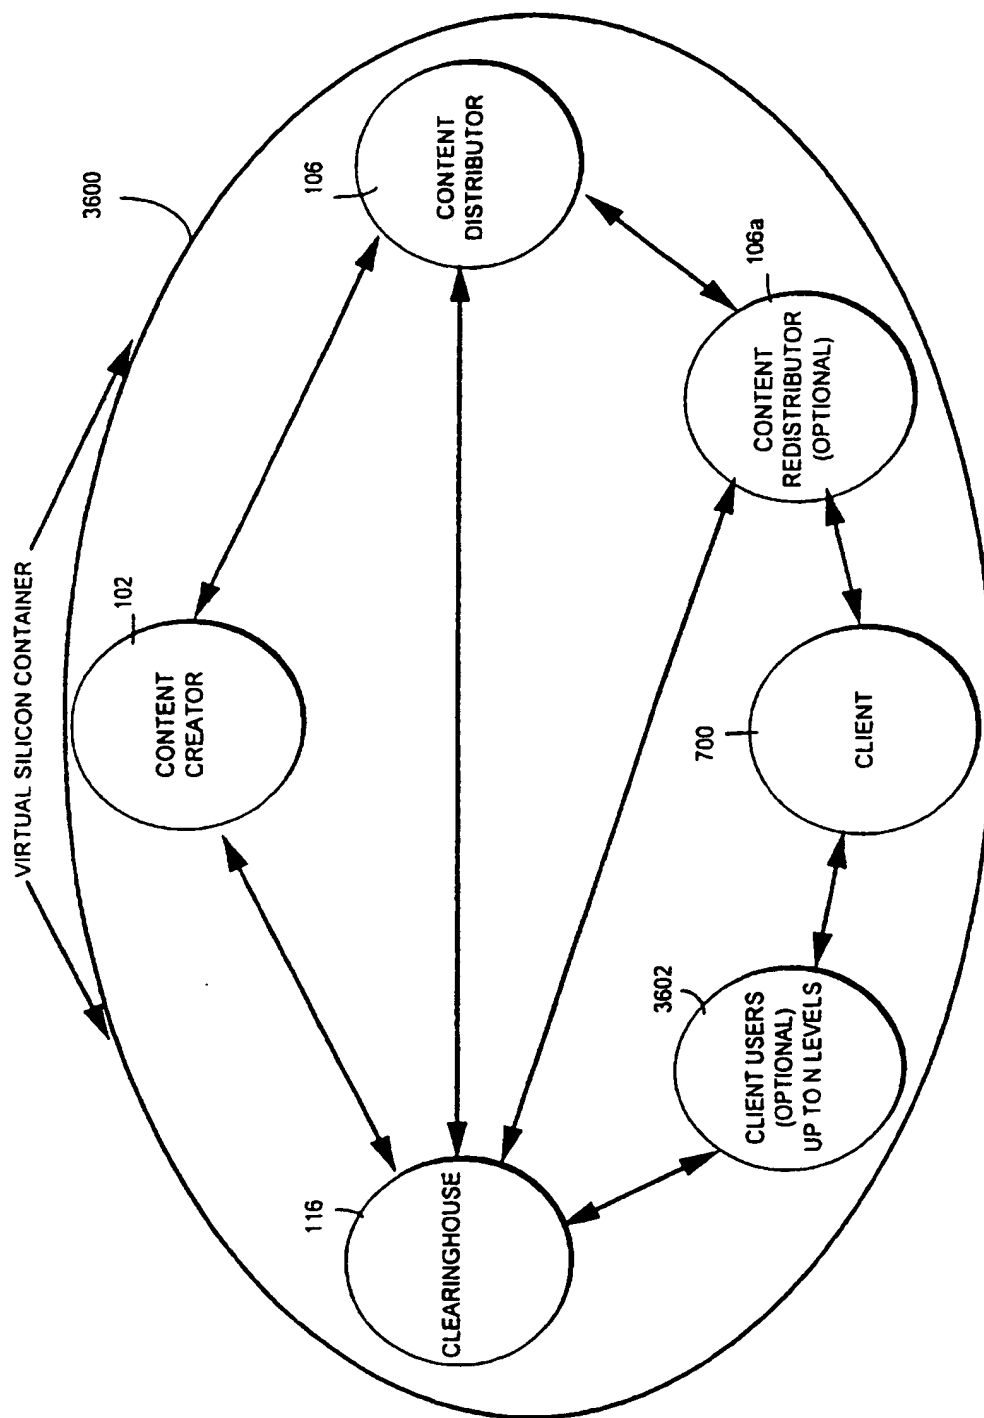 VIRTUAL SILICON CONTAINER
3600
102
CONTENT
CREATOR
106
CONTENT
DISTRIBUTOR
116
CLEARINGHOUSE
106a
CONTENT
REDISTRIBUTOR
(OPTIONAL)
3602
CLIENT USERS
(OPTIONAL)
UP TO N LEVELS
700
CLIENT